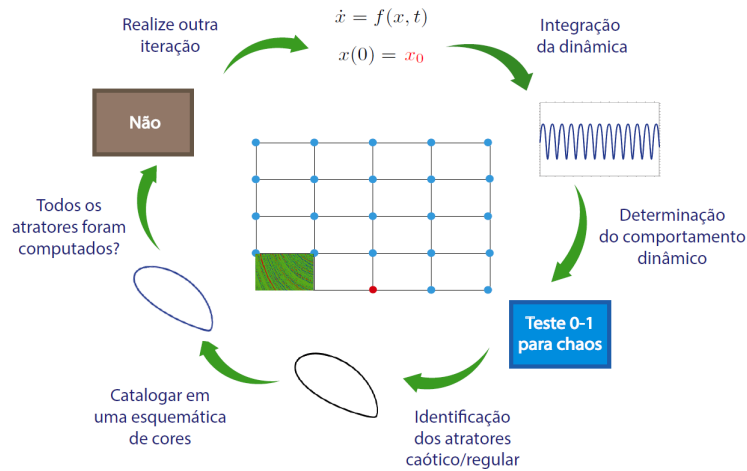 Realize outra
iteração
ẋ = f(x, t)
x(0) = x₀
Integração
da dinâmica
Não
Todos os
atratores foram
computados?
Determinação
do comportamento
dinâmico
Teste 0-1
para chaos
Catalogar em
uma esquemática
de cores
Identificação
dos atratores
caótico/regular